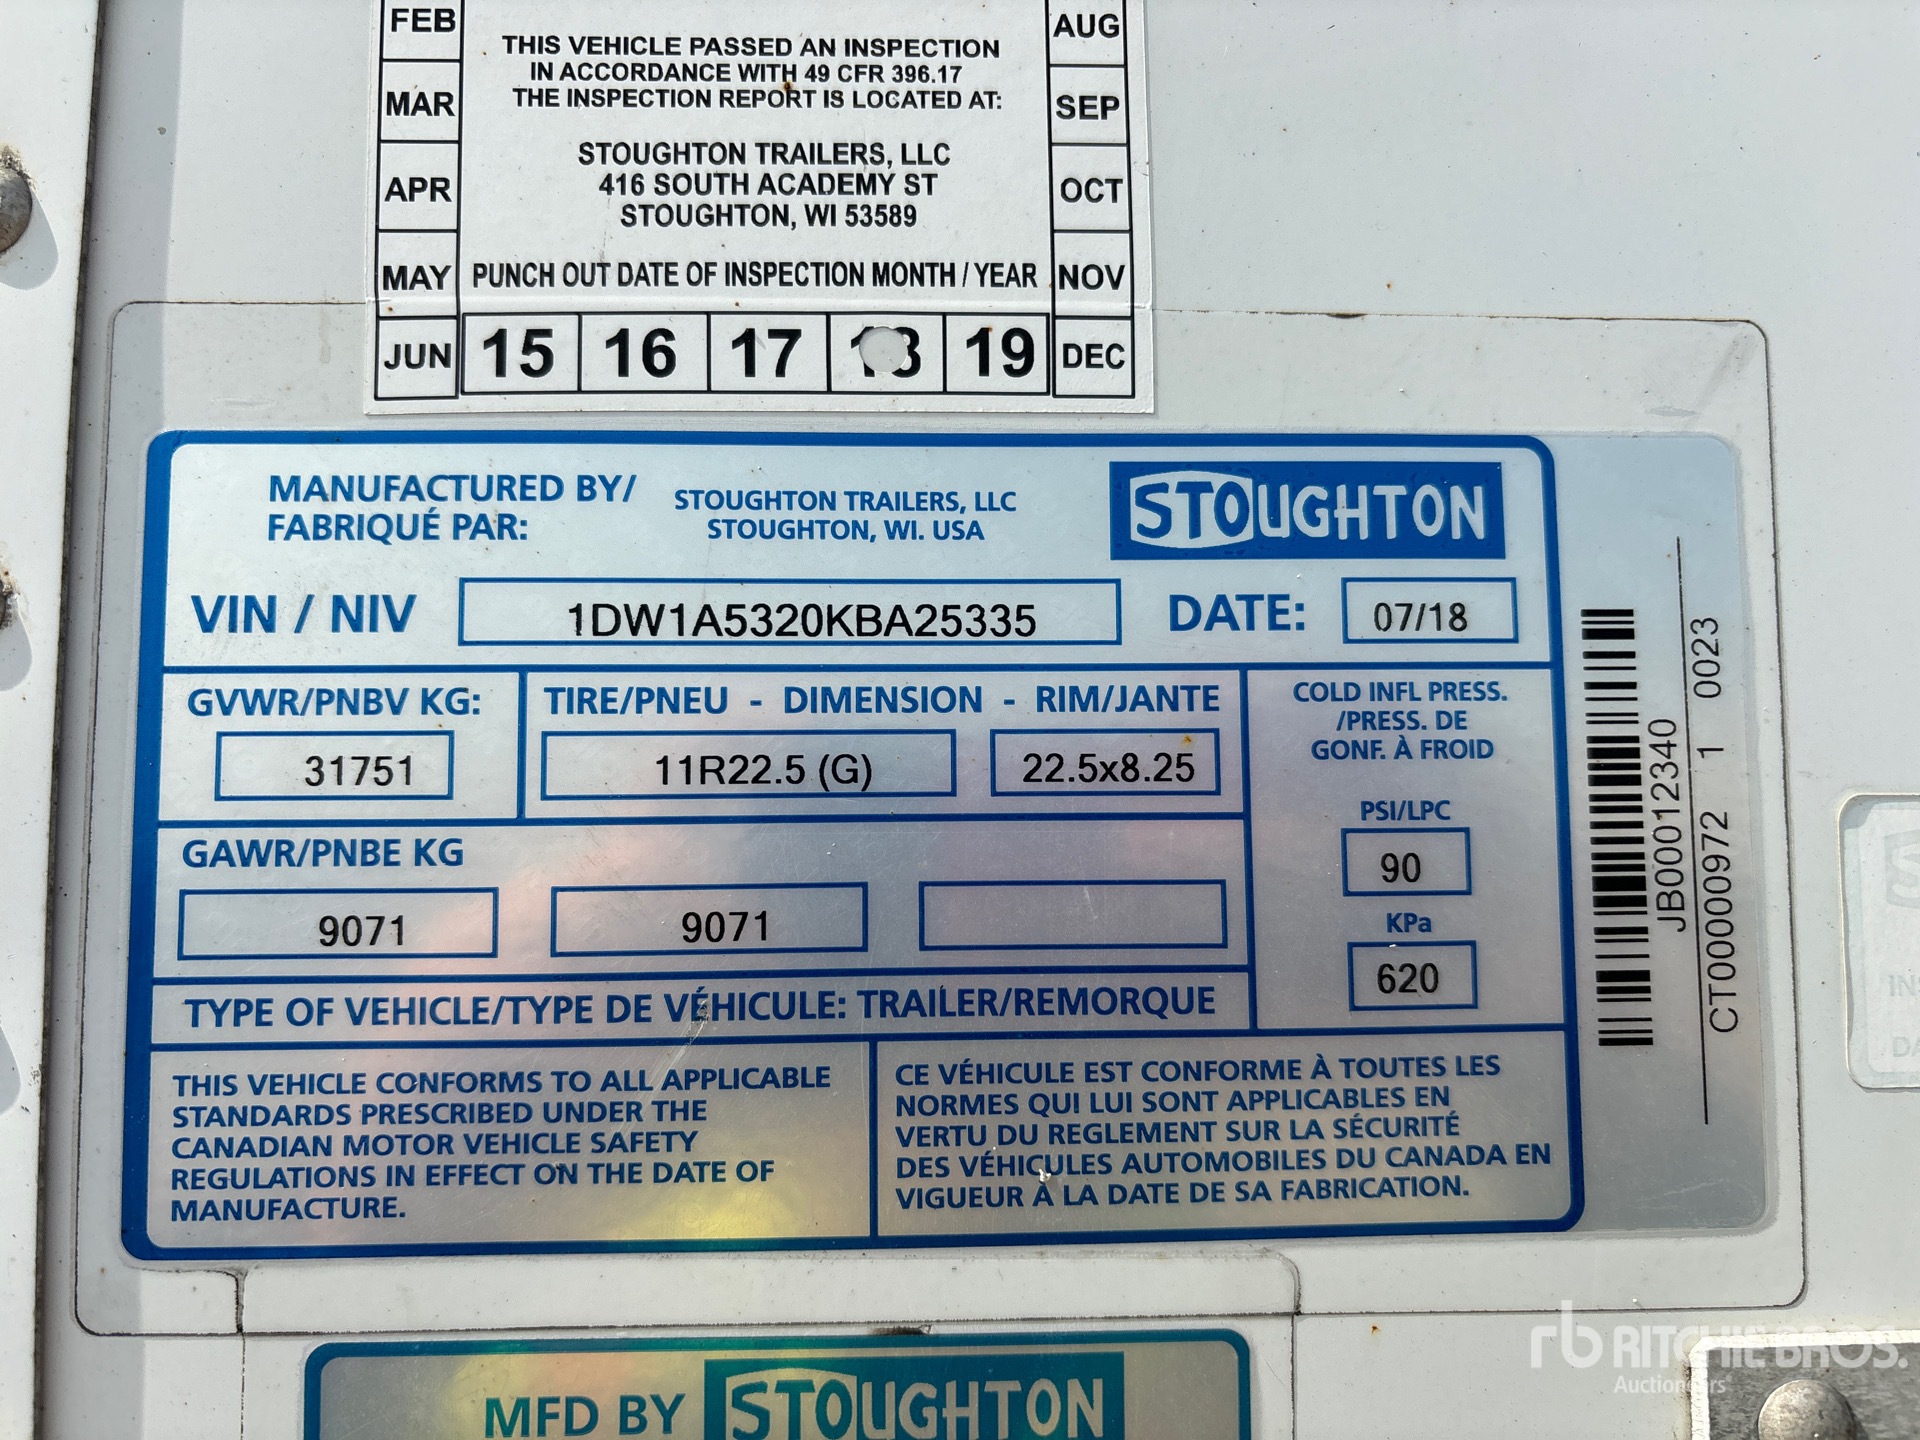 FEB
MAR
APR
MAY
JUN
THIS VEHICLE PASSED AN INSPECTION
IN ACCORDANCE WITH 49 CFR 396.17
THE INSPECTION REPORT IS LOCATED AT:
STOUGHTON TRAILERS, LLC
416 SOUTH ACADEMY ST
STOUGHTON, WI 53589
PUNCH OUT DATE OF INSPECTION MONTH / YEAR
15 16 17 18 19
AUG
SEP
OCT
NOV
DEC
MANUFACTURED BY/
FABRIQUÉ PAR:
STOUGHTON TRAILERS, LLC
STOUGHTON, WI. USA
STOUGHTON
VIN / NIV 1DW1A5320KBA25335 DATE: 07/18
GVWR/PNBV KG:
31751
TIRE/PNEU - DIMENSION - RIM/JANTE
11R22.5 (G) 22.5x8.25
COLD INFL PRESS.
/PRESS. DE
GONF. À FROID
PSI/LPC
90
KPa
620
GAWR/PNBE KG
9071 9071
TYPE OF VEHICLE/TYPE DE VÉHICULE: TRAILER/REMORQUE
THIS VEHICLE CONFORMS TO ALL APPLICABLE
STANDARDS PRESCRIBED UNDER THE
CANADIAN MOTOR VEHICLE SAFETY
REGULATIONS IN EFFECT ON THE DATE OF
MANUFACTURE.
CE VÉHICULE EST CONFORME À TOUTES LES
NORMES QUI LUI SONT APPLICABLES EN
VERTU DU REGLEMENT SUR LA SÉCURITÉ
DES VÉHICULES AUTOMOBILES DU CANADA EN
VIGUEUR À LA DATE DE SA FABRICATION.
JB00012340
CT00000972 1 0023
MFD BY STOUGHTON
rb RITCHIE BROS.
Auctioneers